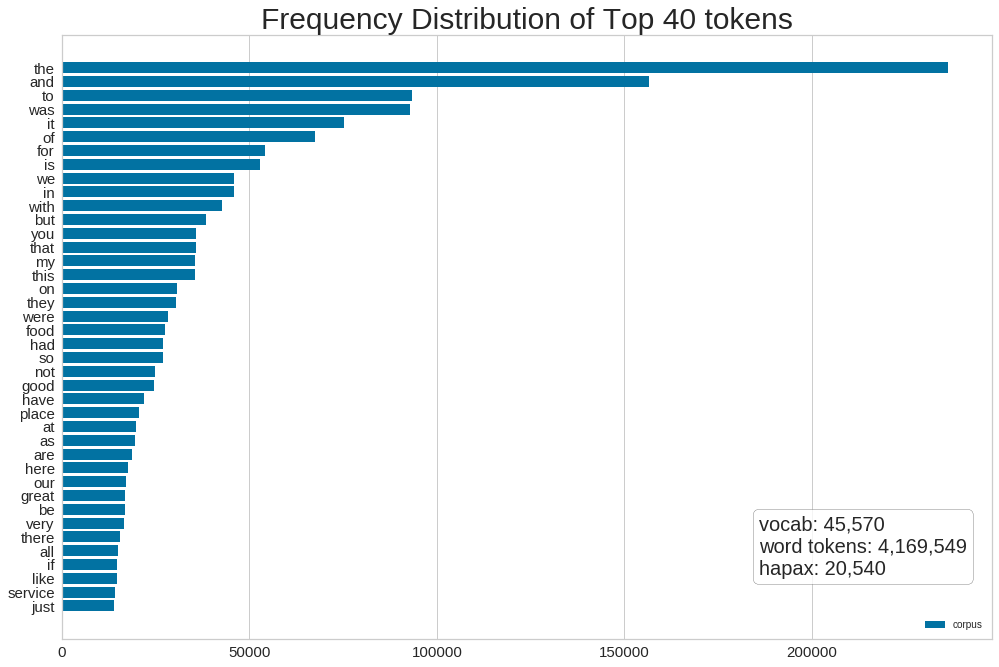 Frequency Distribution of Top 40 tokens
the
and
to
was
it
of
for
is
we
in
with
but
you
that
my
this
on
they
were
food
had
so
not
good
have
place
at
as
are
here
our
great
be
very
there
all
if
like
service
just
vocab: 45,570
word tokens: 4,169,549
hapax: 20,540
corpus
0 50000 100000 150000 200000